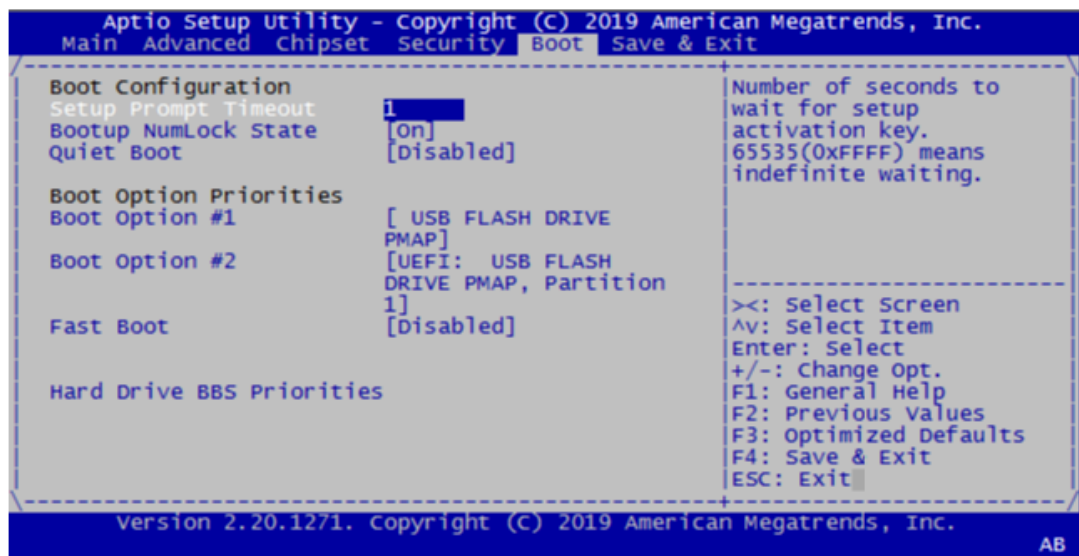 Aptio Setup Utility – Copyright (C) 2019 American Megatrends, Inc.
Main Advanced Chipset Security Boot Save & Exit
Boot Configuration
Setup Prompt Timeout 1
Bootup NumLock State [On]
Quiet Boot [Disabled]
Boot Option Priorities
Boot Option #1 [ USB FLASH DRIVE
PMAP]
Boot Option #2 [UEFI: USB FLASH
DRIVE PMAP, Partition
1]
Fast Boot [Disabled]
Hard Drive BBS Priorities
Number of seconds to
wait for setup
activation key.
65535(0xFFFF) means
indefinite waiting.
><: Select Screen
^v: Select Item
Enter: Select
+/-: Change Opt.
F1: General Help
F2: Previous Values
F3: Optimized Defaults
F4: Save & Exit
ESC: Exit
Version 2.20.1271. Copyright (C) 2019 American Megatrends, Inc.
AB